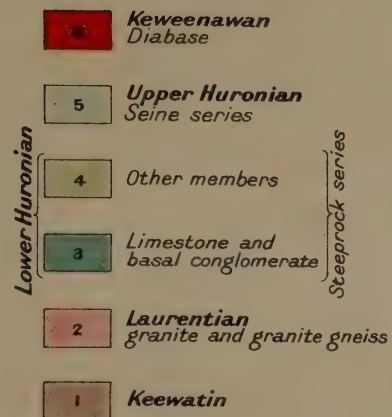 Keweenawan
Diabase
5
Upper Huronian
Seine series
Lower Huronian
4
Other members
3
Limestone and
basal conglomerate
Steeprock series
2
Laurentian
granite and granite gneiss
1
Keewatin